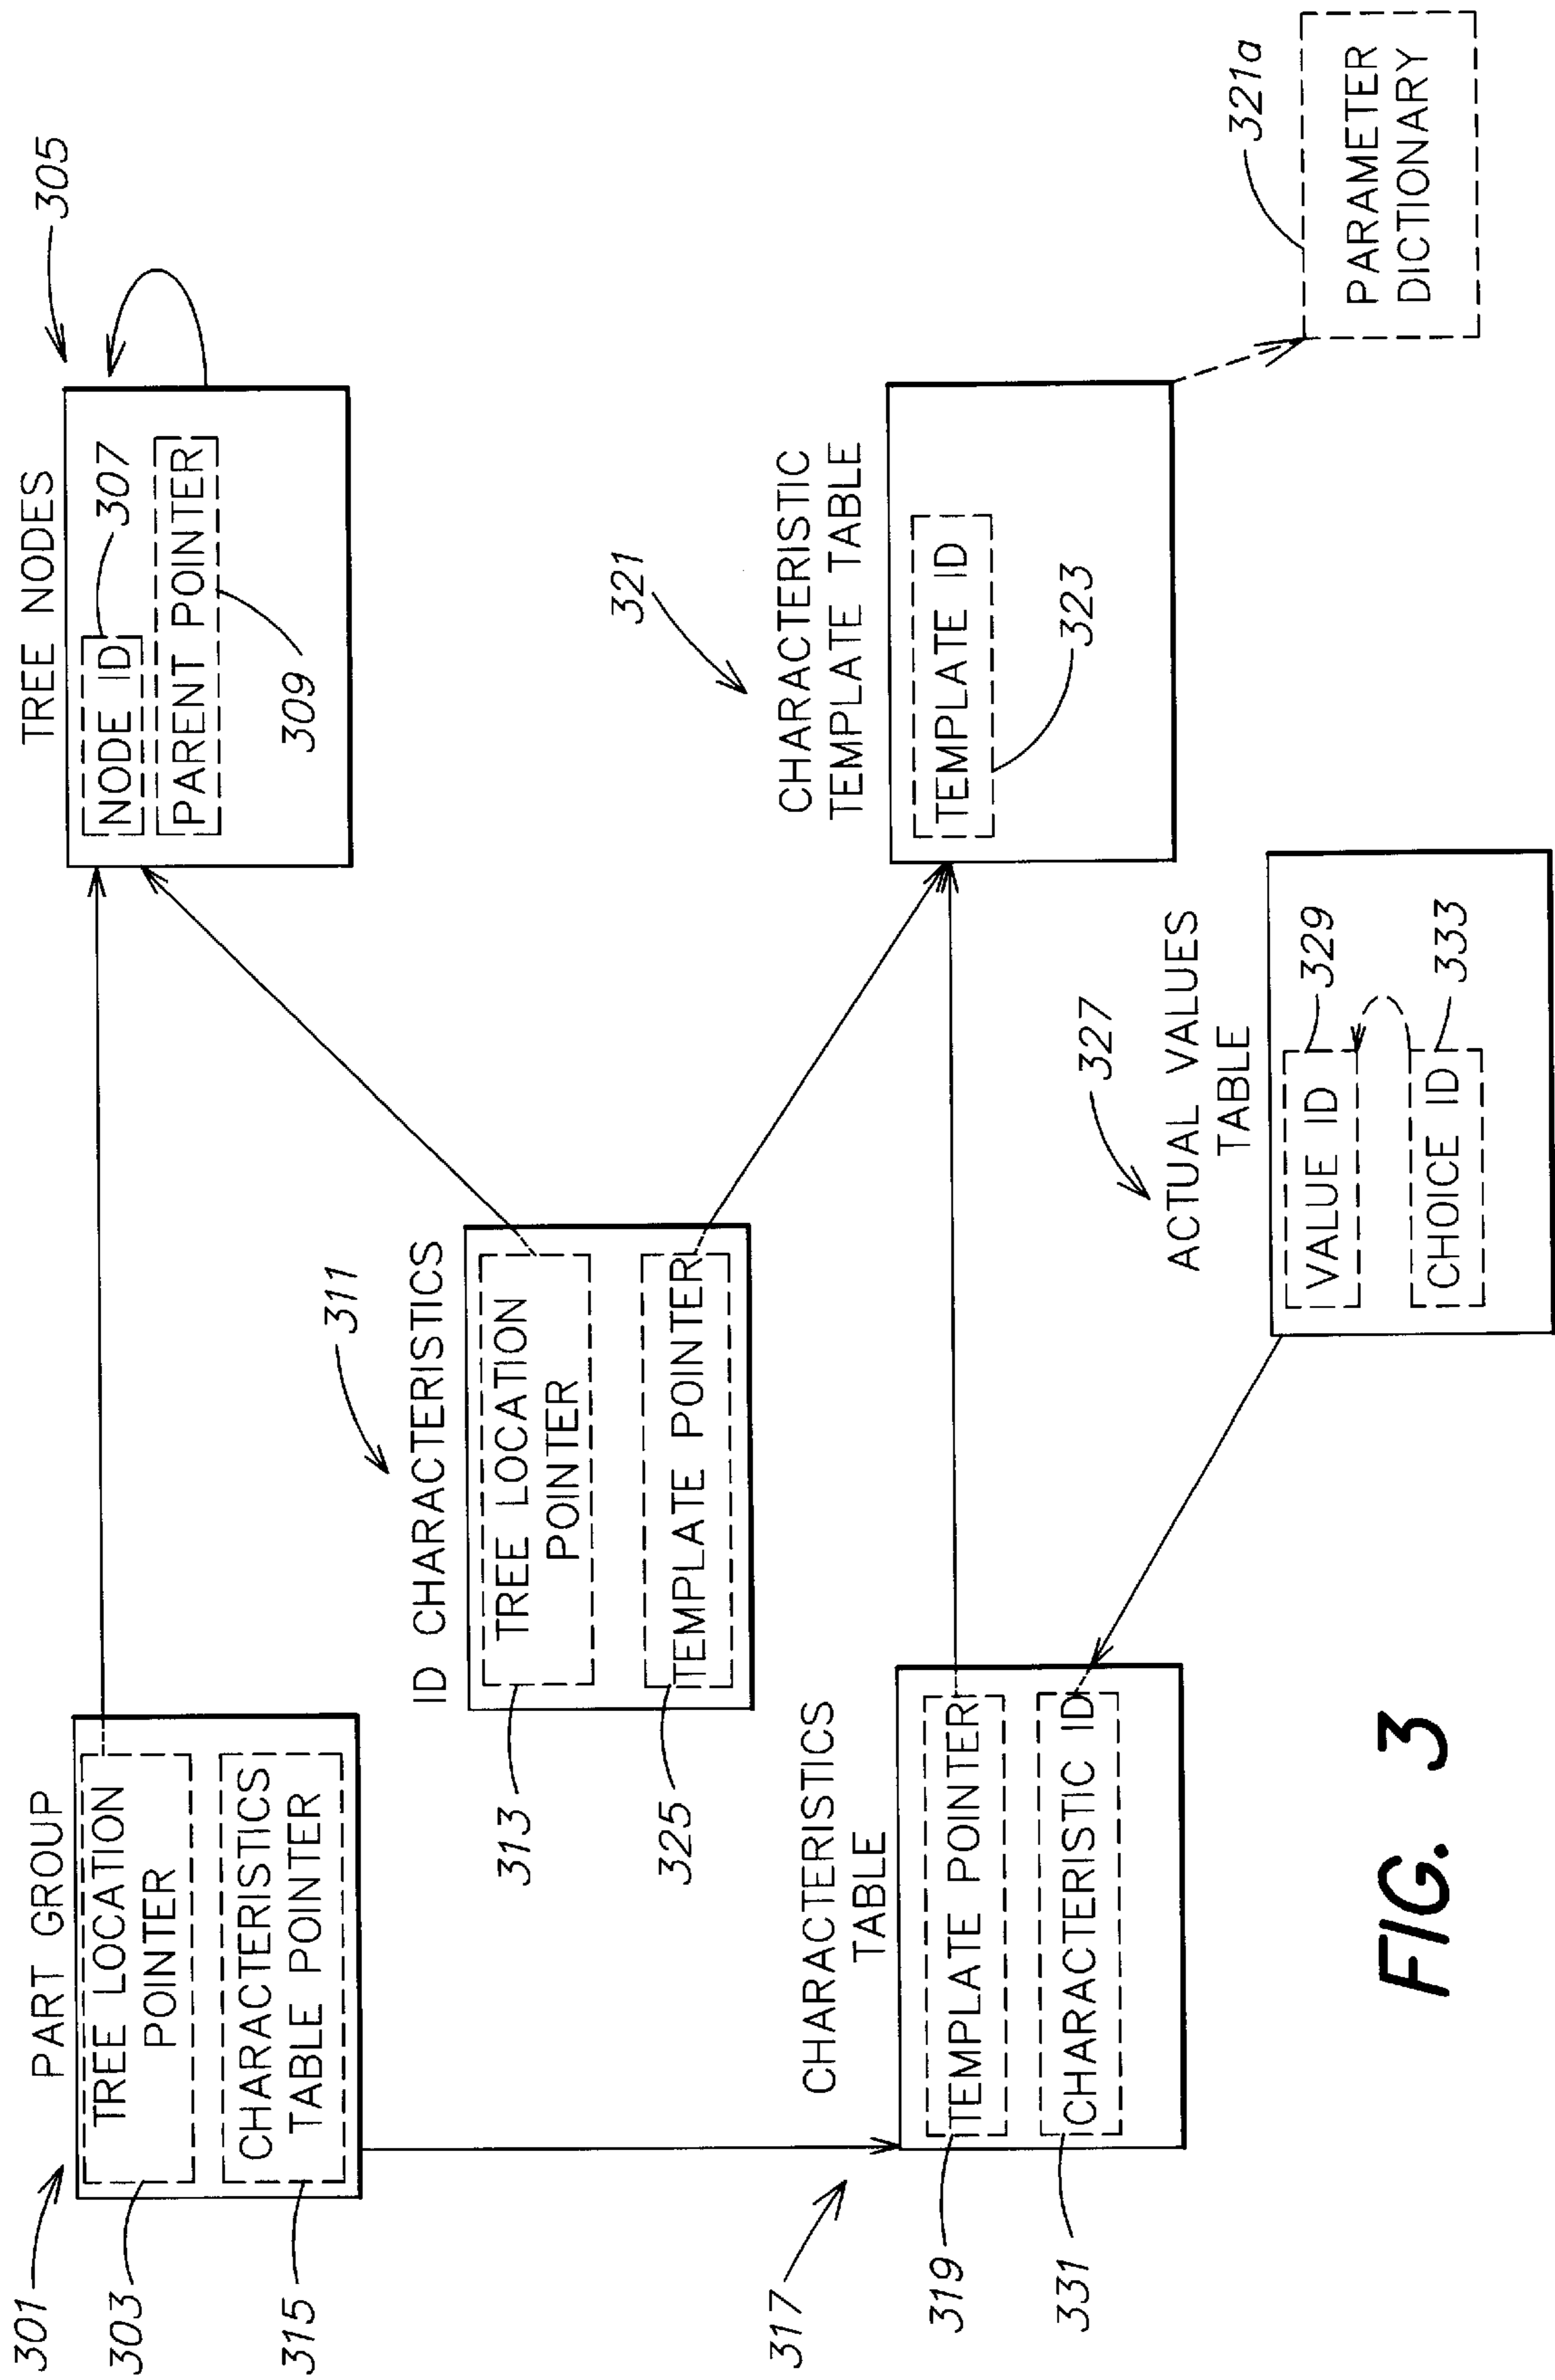 301
PART GROUP
303
TREE LOCATION
POINTER
315
CHARACTERISTICS
TABLE POINTER
TREE NODES
305
NODE ID
307
PARENT POINTER
309
311
ID CHARACTERISTICS
313
TREE LOCATION
POINTER
325
TEMPLATE POINTER
321
CHARACTERISTIC
TEMPLATE TABLE
TEMPLATE ID
323
321a
PARAMETER
DICTIONARY
317
CHARACTERISTICS
TABLE
319
TEMPLATE POINTER
331
CHARACTERISTIC ID
327
ACTUAL VALUES
TABLE
VALUE ID
329
CHOICE ID
333
FIG. 3